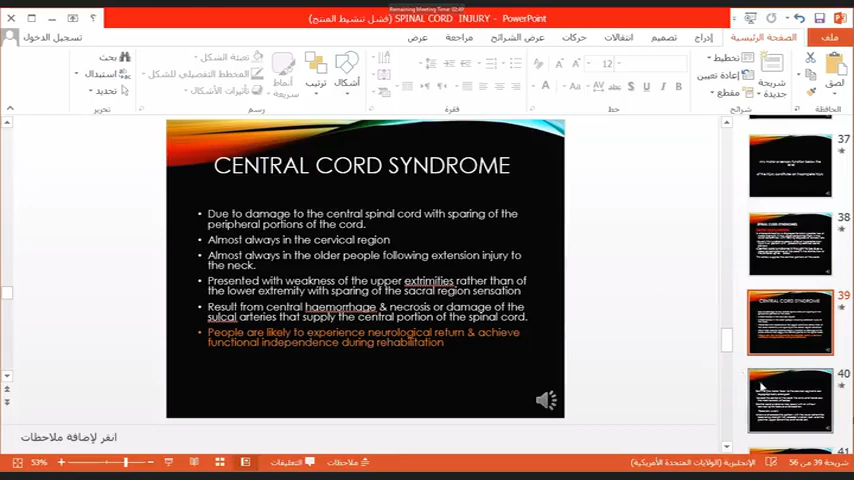 Remaining Meeting Time: 02:49
SPINAL CORD INJURY - PowerPoint (فشل تنشيط المنتج)
ملف
الصفحة الرئيسية
إدراج
تصميم
انتقالات
حركات
عرض الشرائح
مراجعة
عرض
تسجيل الدخول
لصق
الحافظة
شريحة
جديدة
تخطيط
إعادة تعيين
مقطع
شرائح
12
خط
فقرة
أشكال
ترتيب
أنماط
سريعة
تعبئة الشكل
المخطط التفصيلي للشكل
تأثيرات الأشكال
رسم
بحث
استبدال
تحديد
تحرير
CENTRAL CORD SYNDROME
• Due to damage to the central spinal cord with sparing of the
peripheral portions of the cord.
• Almost always in the cervical region
• Almost always in the older people following extension injury to
the neck.
• Presented with weakness of the upper extrimities rather than of
the lower extremity with sparing of the sacral region sensation
• Result from central haemorrhage & necrosis or damage of the
sulcal arteries that supply the central portion of the spinal cord.
• People are likely to experience neurological return & achieve
functional independence during rehabilitation
37
38
39
CENTRAL CORD SYNDROME
40
41
انقر لإضافة ملاحظات
شريحة 39 من 56
الإنجليزية (الولايات المتحدة الأمريكية)
ملاحظات
التعليقات
53%